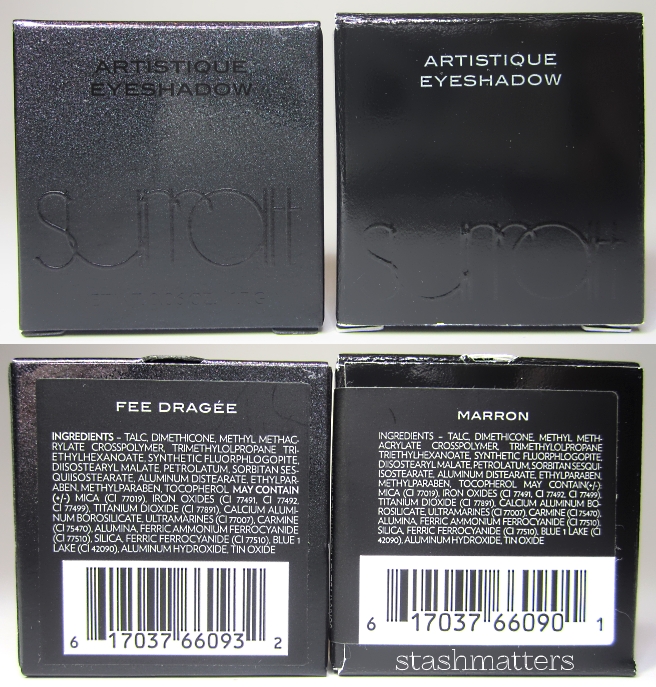 ARTISTIQUE
EYESHADOW
surratt
ARTISTIQUE
EYESHADOW
surratt
FEE DRAGÉE
INGREDIENTS - TALC, DIMETHICONE, METHYL METHAC-
RYLATE CROSSPOLYMER, TRIMETHYLOLPROPANE TRI-
ETHYLHEXANOATE, SYNTHETIC FLUORPHLOGOPITE
DIISOSTEARYL MALATE, PETROLATUM, SORBITAN SES-
QUIISOSTEARATE, ALUMINUM DISTEARATE, ETHYLPAR-
ABEN, METHYLPARABEN, TOCOPHEROL MAY CONTAIN
(+/-) MICA (CI 77019), IRON OXIDES (CI 77491, CI 77492,
CI 77499), TITANIUM DIOXIDE (CI 77891), CALCIUM ALUMI-
NUM BOROSILICATE, ULTRAMARINES (CI 77007), CARMINE
(CI 75470), ALUMINA, FERRIC AMMONIUM FERROCYANIDE
(CI 77510), SILICA, FERRIC FERROCYANIDE (CI 77510), BLUE 1
LAKE (CI 42090), ALUMINUM HYDROXIDE, TIN OXIDE
6 17037 66093 2
MARRON
INGREDIENTS - TALC, DIMETHICONE, METHYL METH-
ACRYLATE CROSSPOLYMER, TRIMETHYLOLPROPANE
TRIETHYLHEXANOATE, SYNTHETIC FLUORPHLOGOPITE
DIISOSTEARYL MALATE, PETROLATUM, SORBITAN SESQUI-
ISOSTEARATE, ALUMINUM DISTEARATE, ETHYLPARABEN,
METHYLPARABEN, TOCOPHEROL MAY CONTAIN(+/-)
MICA (CI 77019), IRON OXIDES (CI 77491, CI 77492, CI 77499),
TITANIUM DIOXIDE (CI 77891), CALCIUM ALUMINUM BO-
ROSILICATE, ULTRAMARINES (CI 77007), CARMINE (CI 75470),
ALUMINA, FERRIC AMMONIUM FERROCYANIDE (CI 77510),
SILICA, FERRIC FERROCYANIDE (CI 77510), BLUE 1 LAKE (CI
42090), ALUMINUM HYDROXIDE, TIN OXIDE
6 17037 66090 1
stashmatters